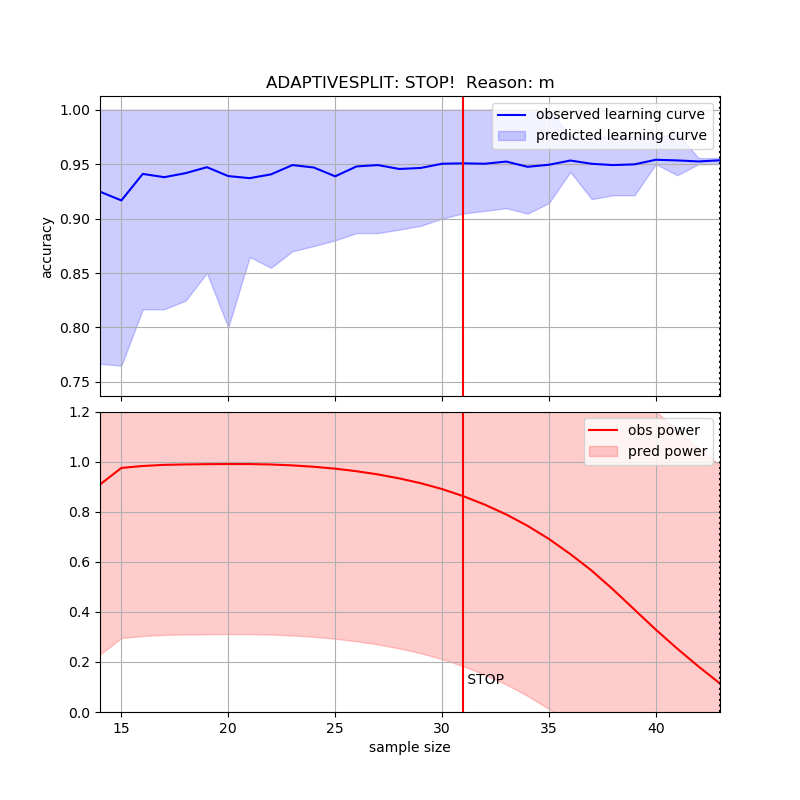 ADAPTIVESPLIT: STOP!  Reason: m
observed learning curve
predicted learning curve
1.00
0.95
0.90
0.85
0.80
0.75
accuracy
obs power
pred power
1.2
1.0
0.8
0.6
0.4
0.2
0.0
STOP
15 20 25 30 35 40
sample size